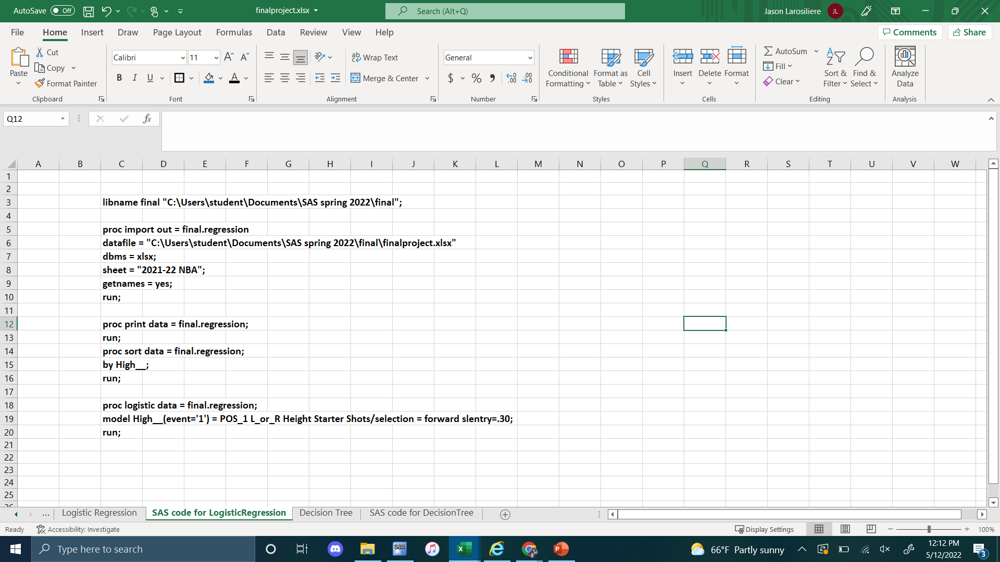 AutoSave Off finalproject.xlsx Search (Alt+Q) Jason Larosiliere JL
File Home Insert Draw Page Layout Formulas Data Review View Help Comments Share
Paste Cut Copy Format Painter
Calibri 11
B I U A
ab Wrap Text
Merge & Center
General
$ % 9
Conditional Formatting Format as Table Cell Styles
Insert Delete Format
AutoSum Fill Clear
Sort & Filter Find & Select
Analyze Data
Clipboard Font Alignment Number Styles Cells Editing Analysis
Q12 fx
A B C D E F G H I J K L M N O P Q R S T U V W
1
2
3 libname final "C:\Users\student\Documents\SAS spring 2022\final";
4
5 proc import out = final.regression
6 datafile = "C:\Users\student\Documents\SAS spring 2022\final\finalproject.xlsx"
7 dbms = xlsx;
8 sheet = "2021-22 NBA";
9 getnames = yes;
10 run;
11
12 proc print data = final.regression;
13 run;
14 proc sort data = final.regression;
15 by High__;
16 run;
17
18 proc logistic data = final.regression;
19 model High__(event='1') = POS_1 L_or_R Height Starter Shots/selection = forward slentry=.30;
20 run;
21
22
23
24
25
26
... Logistic Regression SAS code for LogisticRegression Decision Tree SAS code for DecisionTree
Ready Accessibility: Investigate Display Settings 100%
Type here to search sas 66°F Partly sunny 12:12 PM
5/12/2022 3